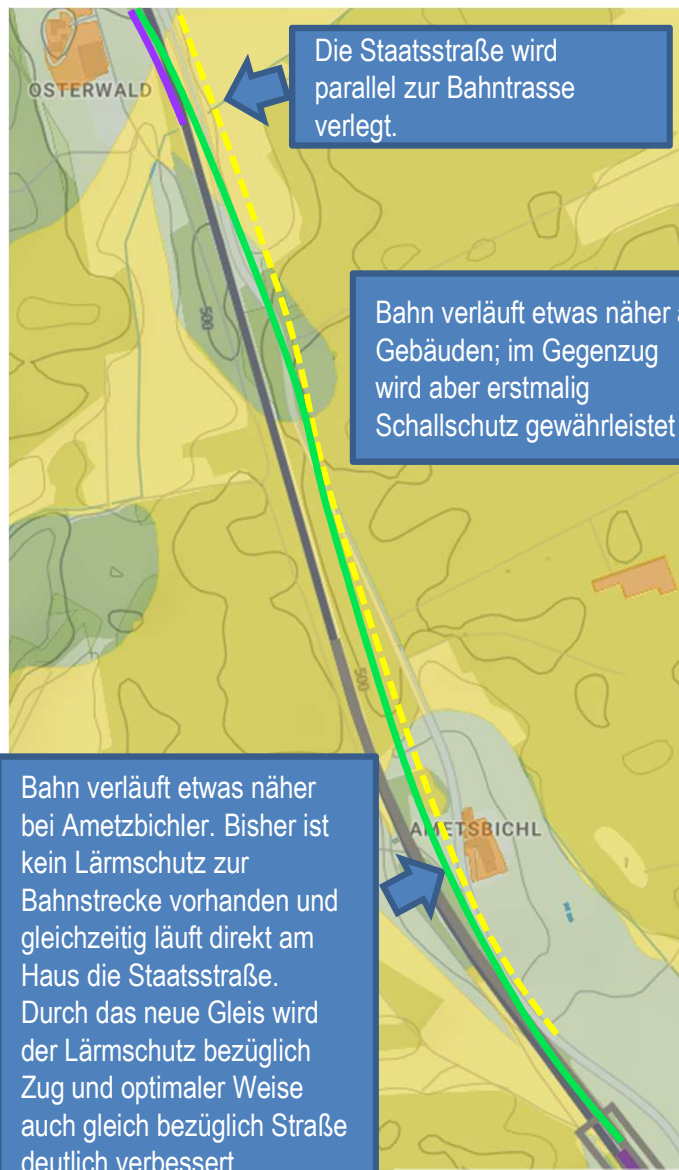 Die Staatsstraße wird
parallel zur Bahntrasse
verlegt.
OSTERWALD
500
Bahn verläuft etwas näher
Gebäuden; im Gegenzug
wird aber erstmalig
Schallschutz gewährleistet
500
Bahn verläuft etwas näher
bei Ametzbichler. Bisher ist
kein Lärmschutz zur
Bahnstrecke vorhanden und
gleichzeitig läuft direkt am
Haus die Staatsstraße.
Durch das neue Gleis wird
der Lärmschutz bezüglich
Zug und optimaler Weise
auch gleich bezüglich Straße
deutlich verbessert
AMETSBICHL